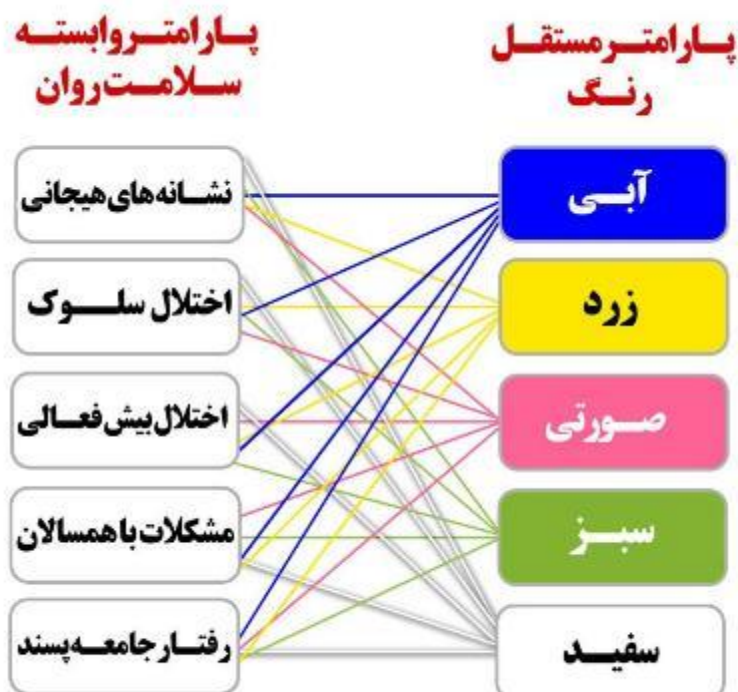 پارامتر مستقل
رنگ
آبی
زرد
صورتی
سبز
سفید
پارامتر وابسته
سلامت روان
نشانه های هیجانی
اختلال سلوک
اختلال بیش فعالی
مشکلات با همسالان
رفتار جامعه پسند